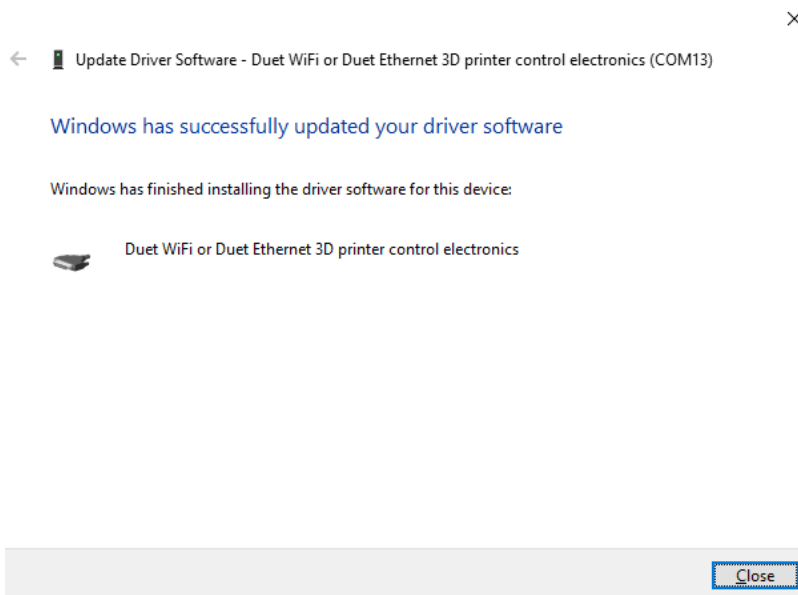 Update Driver Software - Duet WiFi or Duet Ethernet 3D printer control electronics (COM13)
Windows has successfully updated your driver software
Windows has finished installing the driver software for this device:
Duet WiFi or Duet Ethernet 3D printer control electronics
Close